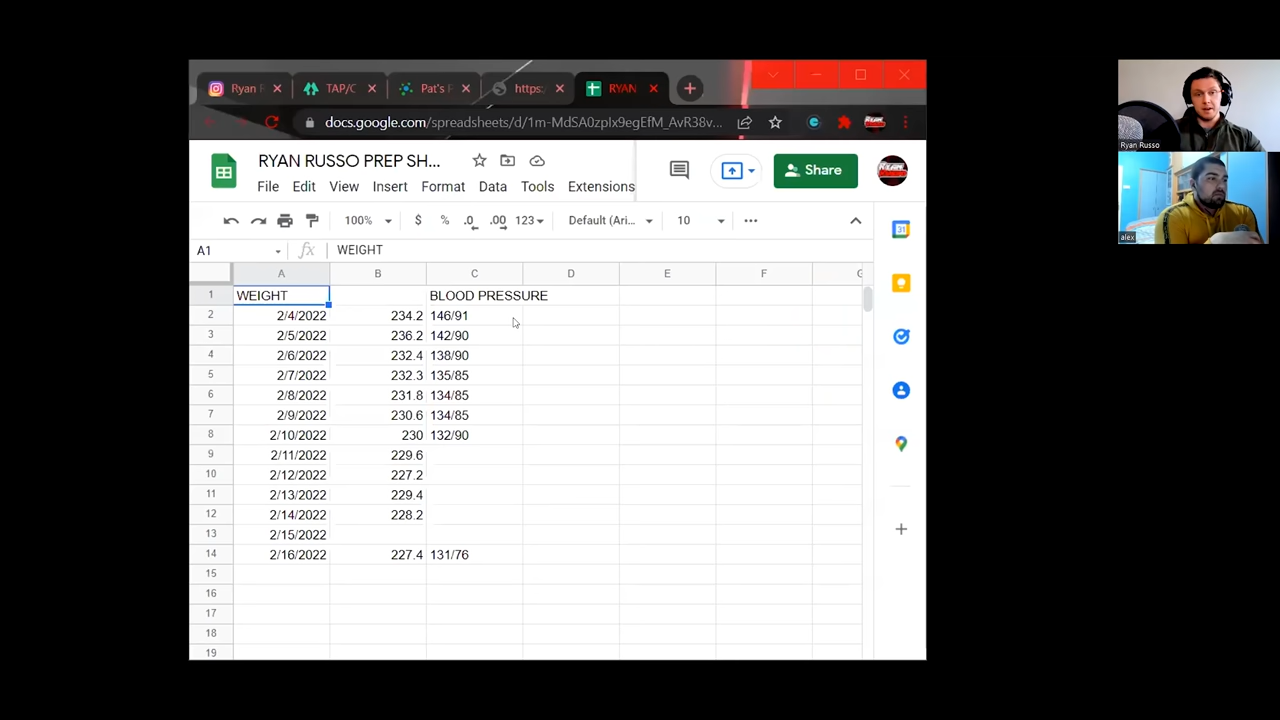 Ryan R
TAP/C
Pat's F
https:
RYAN
docs.google.com/spreadsheets/d/1m-MdSA0zpIx9egEfM_AvR38v...
RYAN RUSSO PREP SH...
File Edit View Insert Format Data Tools Extensions
Share
100% $ % .0 .00 123 Default (Ari... 10
A1 fx WEIGHT
A B C D E F G
1 WEIGHT BLOOD PRESSURE
2 2/4/2022 234.2 146/91
3 2/5/2022 236.2 142/90
4 2/6/2022 232.4 138/90
5 2/7/2022 232.3 135/85
6 2/8/2022 231.8 134/85
7 2/9/2022 230.6 134/85
8 2/10/2022 230 132/90
9 2/11/2022 229.6
10 2/12/2022 227.2
11 2/13/2022 229.4
12 2/14/2022 228.2
13 2/15/2022
14 2/16/2022 227.4 131/76
15
16
17
18
19
31
Ryan Russo
alex